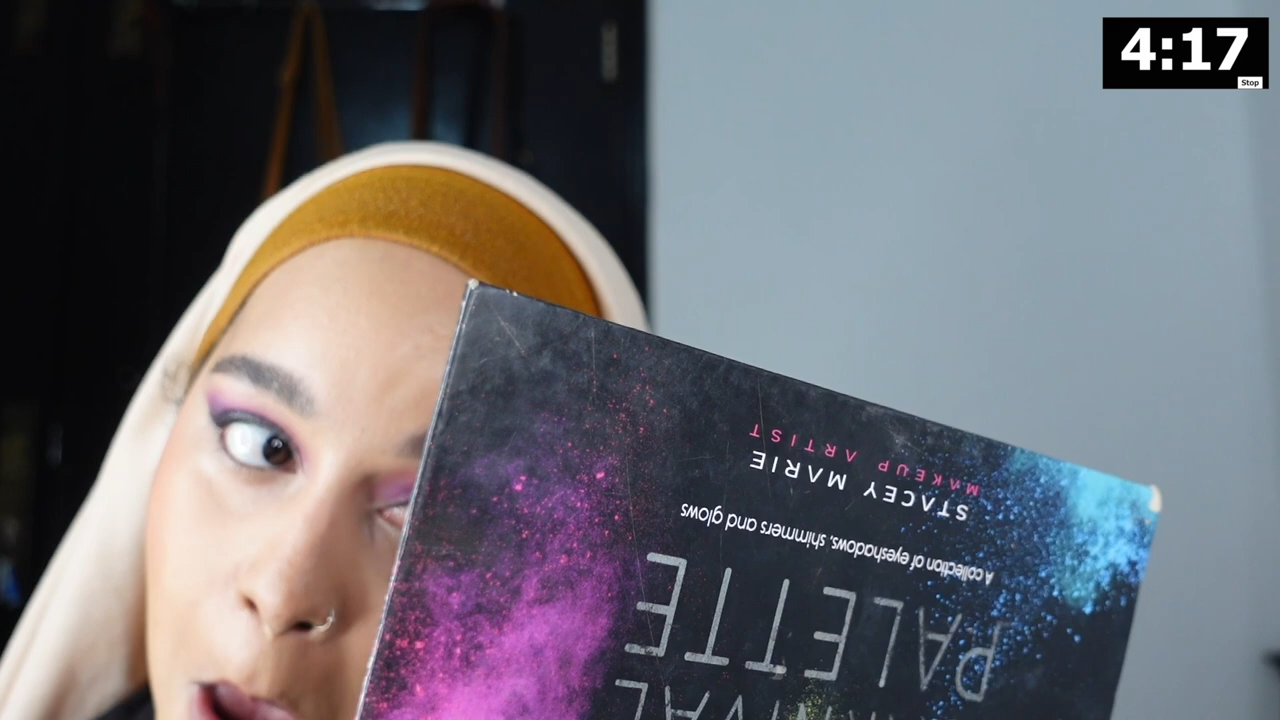 4:17
Stop
STACEY MARIE
MAKEUP ARTIST
A collection of eyeshadows, shimmers and glows
PALETTE